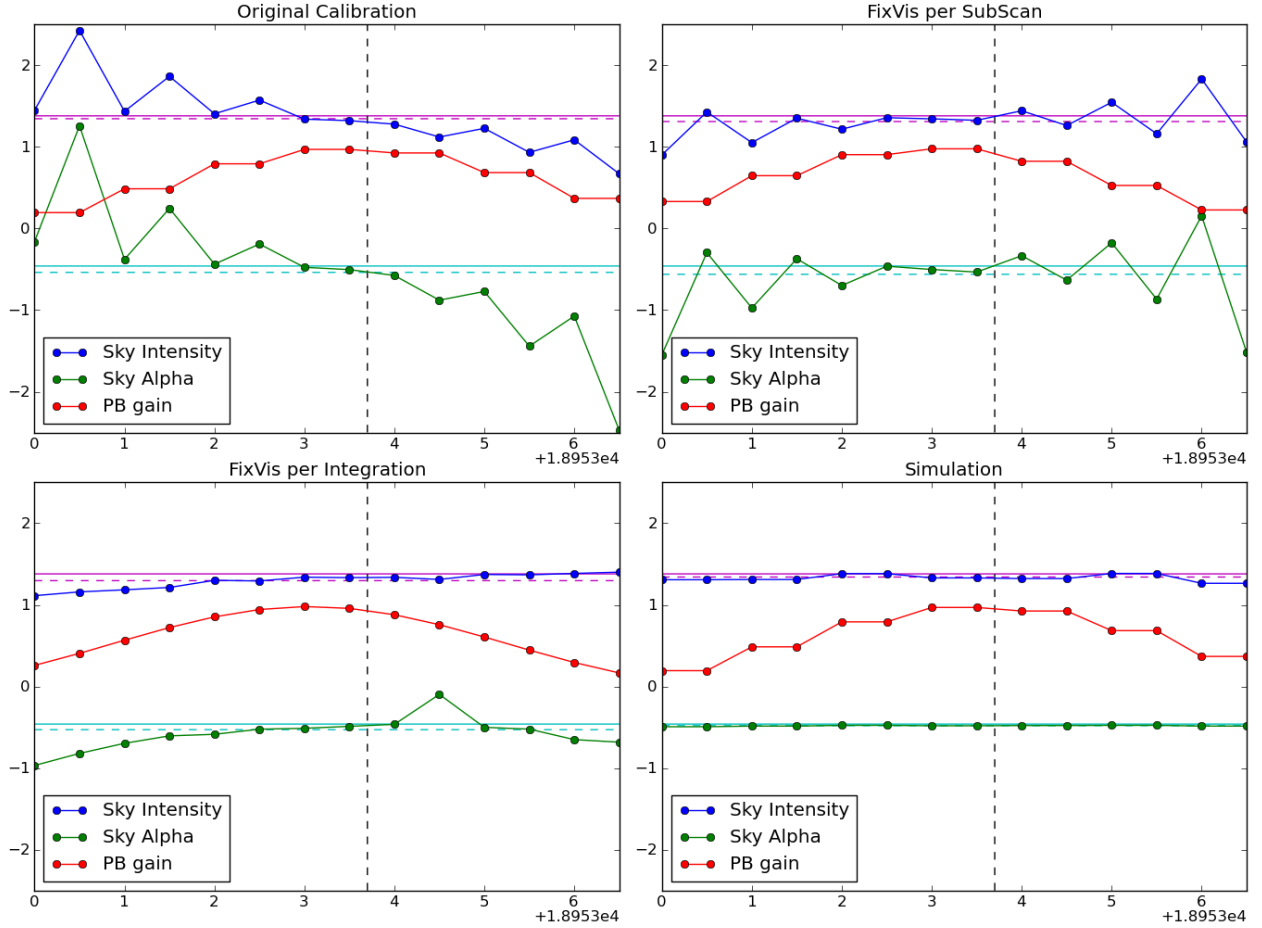 Original Calibration
2
1
0
−1
−2
Sky Intensity
Sky Alpha
PB gain
0 1 2 3 4 5 6
+1.8953e4
FixVis per SubScan
2
1
0
−1
−2
Sky Intensity
Sky Alpha
PB gain
0 1 2 3 4 5 6
+1.8953e4
FixVis per Integration
2
1
0
−1
−2
Sky Intensity
Sky Alpha
PB gain
0 1 2 3 4 5 6
+1.8953e4
Simulation
2
1
0
−1
−2
Sky Intensity
Sky Alpha
PB gain
0 1 2 3 4 5 6
+1.8953e4